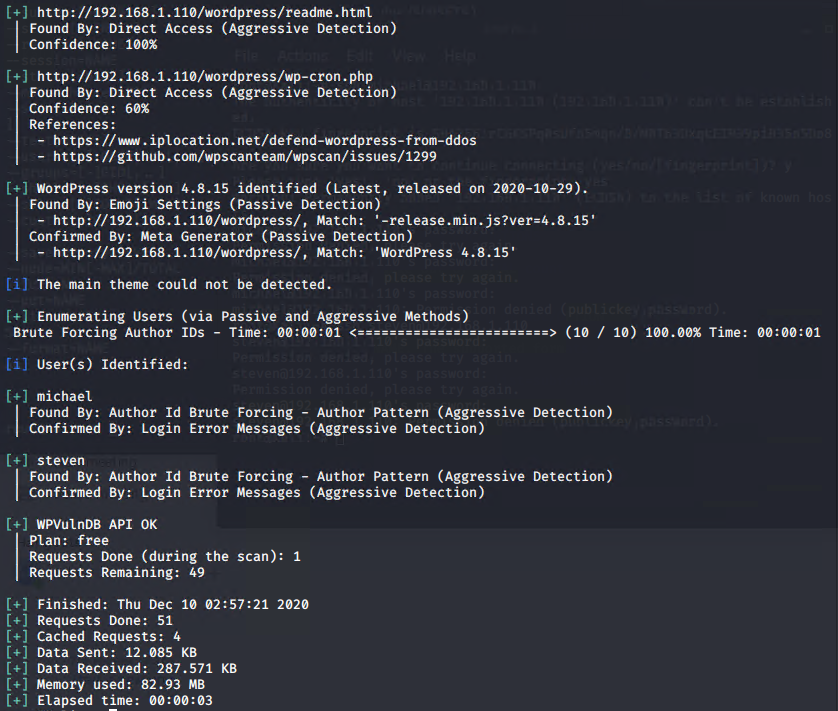 [+] http://192.168.1.110/wordpress/readme.html
| Found By: Direct Access (Aggressive Detection)
| Confidence: 100%
[+] http://192.168.1.110/wordpress/wp-cron.php
| Found By: Direct Access (Aggressive Detection)
| Confidence: 60%
| References:
| - https://www.iplocation.net/defend-wordpress-from-ddos
| - https://github.com/wpscanteam/wpscan/issues/1299
[+] WordPress version 4.8.15 identified (Latest, released on 2020-10-29).
| Found By: Emoji Settings (Passive Detection)
| - http://192.168.1.110/wordpress/, Match: '-release.min.js?ver=4.8.15'
| Confirmed By: Meta Generator (Passive Detection)
| - http://192.168.1.110/wordpress/, Match: 'WordPress 4.8.15'
[i] The main theme could not be detected.
[+] Enumerating Users (via Passive and Aggressive Methods)
Brute Forcing Author IDs - Time: 00:00:01 <========================> (10 / 10) 100.00% Time: 00:00:01
[i] User(s) Identified:
[+] michael
| Found By: Author Id Brute Forcing - Author Pattern (Aggressive Detection)
| Confirmed By: Login Error Messages (Aggressive Detection)
[+] steven
| Found By: Author Id Brute Forcing - Author Pattern (Aggressive Detection)
| Confirmed By: Login Error Messages (Aggressive Detection)
[+] WPVulnDB API OK
| Plan: free
| Requests Done (during the scan): 1
| Requests Remaining: 49
[+] Finished: Thu Dec 10 02:57:21 2020
[+] Requests Done: 51
[+] Cached Requests: 4
[+] Data Sent: 12.085 KB
[+] Data Received: 287.571 KB
[+] Memory used: 82.93 MB
[+] Elapsed time: 00:00:03